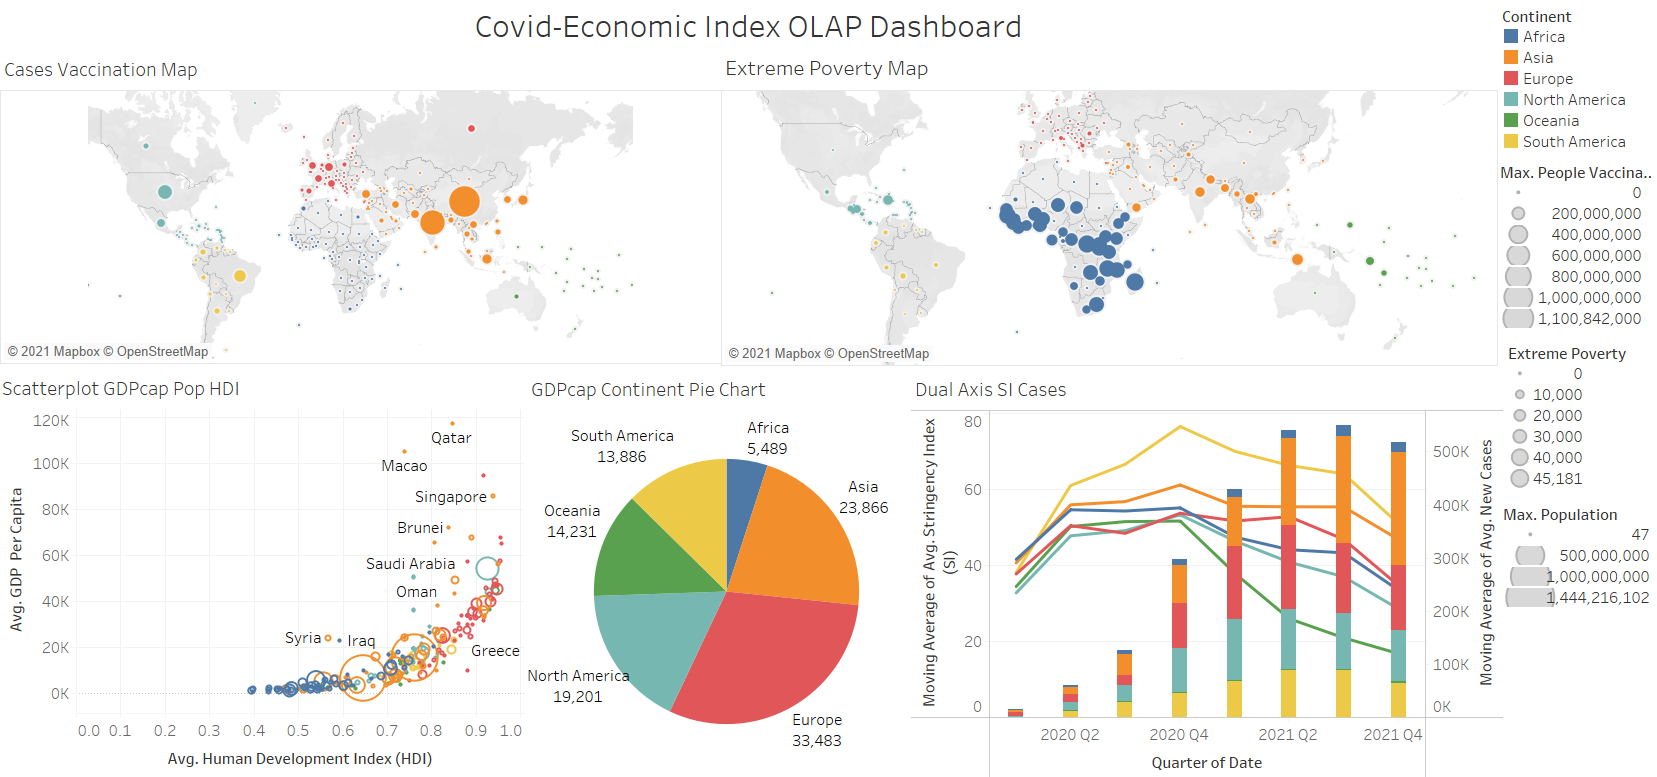 Covid-Economic Index OLAP Dashboard
Cases Vaccination Map
© 2021 Mapbox © OpenStreetMap
Extreme Poverty Map
© 2021 Mapbox © OpenStreetMap
Continent
Africa
Asia
Europe
North America
Oceania
South America
Max. People Vaccina..
0
200,000,000
400,000,000
600,000,000
800,000,000
1,000,000,000
1,100,842,000
Extreme Poverty
0
10,000
20,000
30,000
40,000
45,181
Max. Population
47
500,000,000
1,000,000,000
1,444,216,102
Scatterplot GDPcap Pop HDI
Avg. GDP Per Capita
120K
100K
80K
60K
40K
20K
0K
Qatar
Macao
Singapore
Brunei
Saudi Arabia
Oman
Syria
Iraq
Greece
0.0 0.1 0.2 0.3 0.4 0.5 0.6 0.7 0.8 0.9 1.0
Avg. Human Development Index (HDI)
GDPcap Continent Pie Chart
Africa
5,489
Asia
23,866
Europe
33,483
North America
19,201
Oceania
14,231
South America
13,886
Dual Axis SI Cases
Moving Average of Avg. Stringency Index
(SI)
80
60
40
20
0
Moving Average of Avg. New Cases
500K
400K
300K
200K
100K
0K
2020 Q2 2020 Q4 2021 Q2 2021 Q4
Quarter of Date